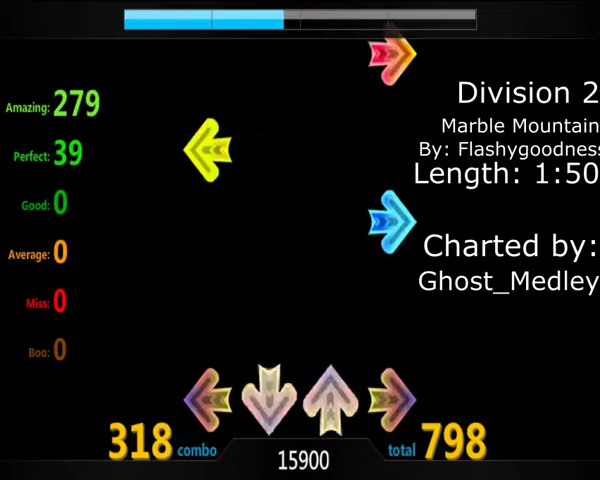 Amazing: 279
Perfect: 39
Good: 0
Average: 0
Miss: 0
Boo: 0
Division 2
Marble Mountain
By: Flashygoodness
Length: 1:50
Charted by:
Ghost_Medley
318 combo
15900
total 798